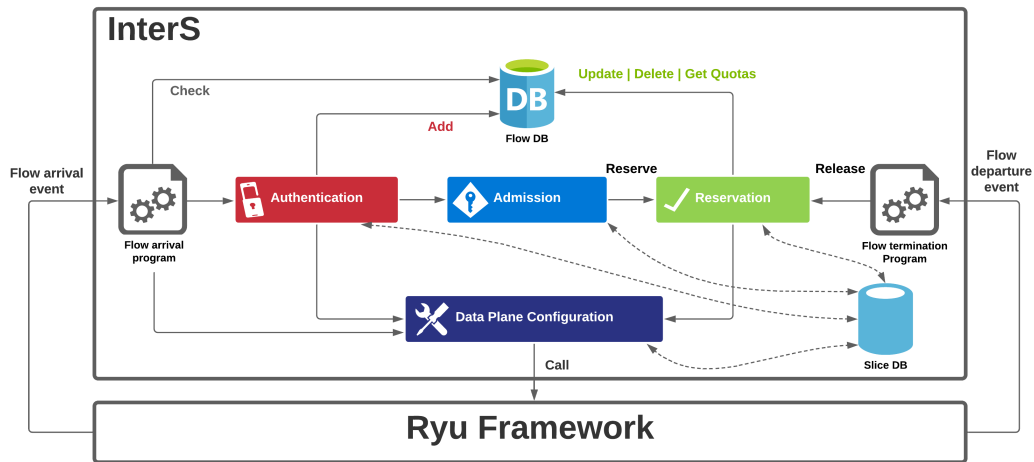 InterS
Update | Delete | Get Quotas
Check
DB
Add
Flow DB
Flow arrival
event
Flow
departure
event
Reserve
Release
Authentication
Admission
Reservation
Flow arrival
program
Flow termination
Program
Data Plane Configuration
Call
Slice DB
Ryu Framework